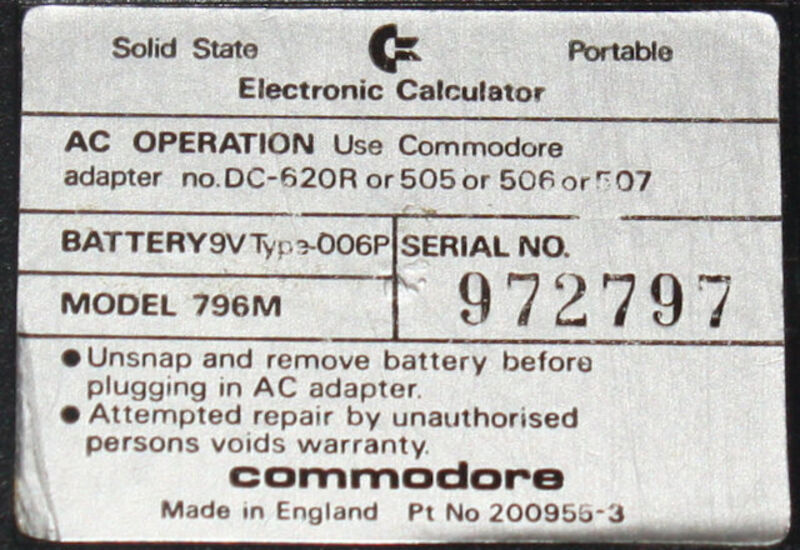 Solid State Portable
Electronic Calculator
AC OPERATION Use Commodore
adapter no. DC-620R or 505 or 506 or 507
BATTERY 9V Type-006P
SERIAL NO.
972797
MODEL 796M
● Unsnap and remove battery before
plugging in AC adapter.
● Attempted repair by unauthorised
persons voids warranty.
commodore
Made in England Pt No 200955-3